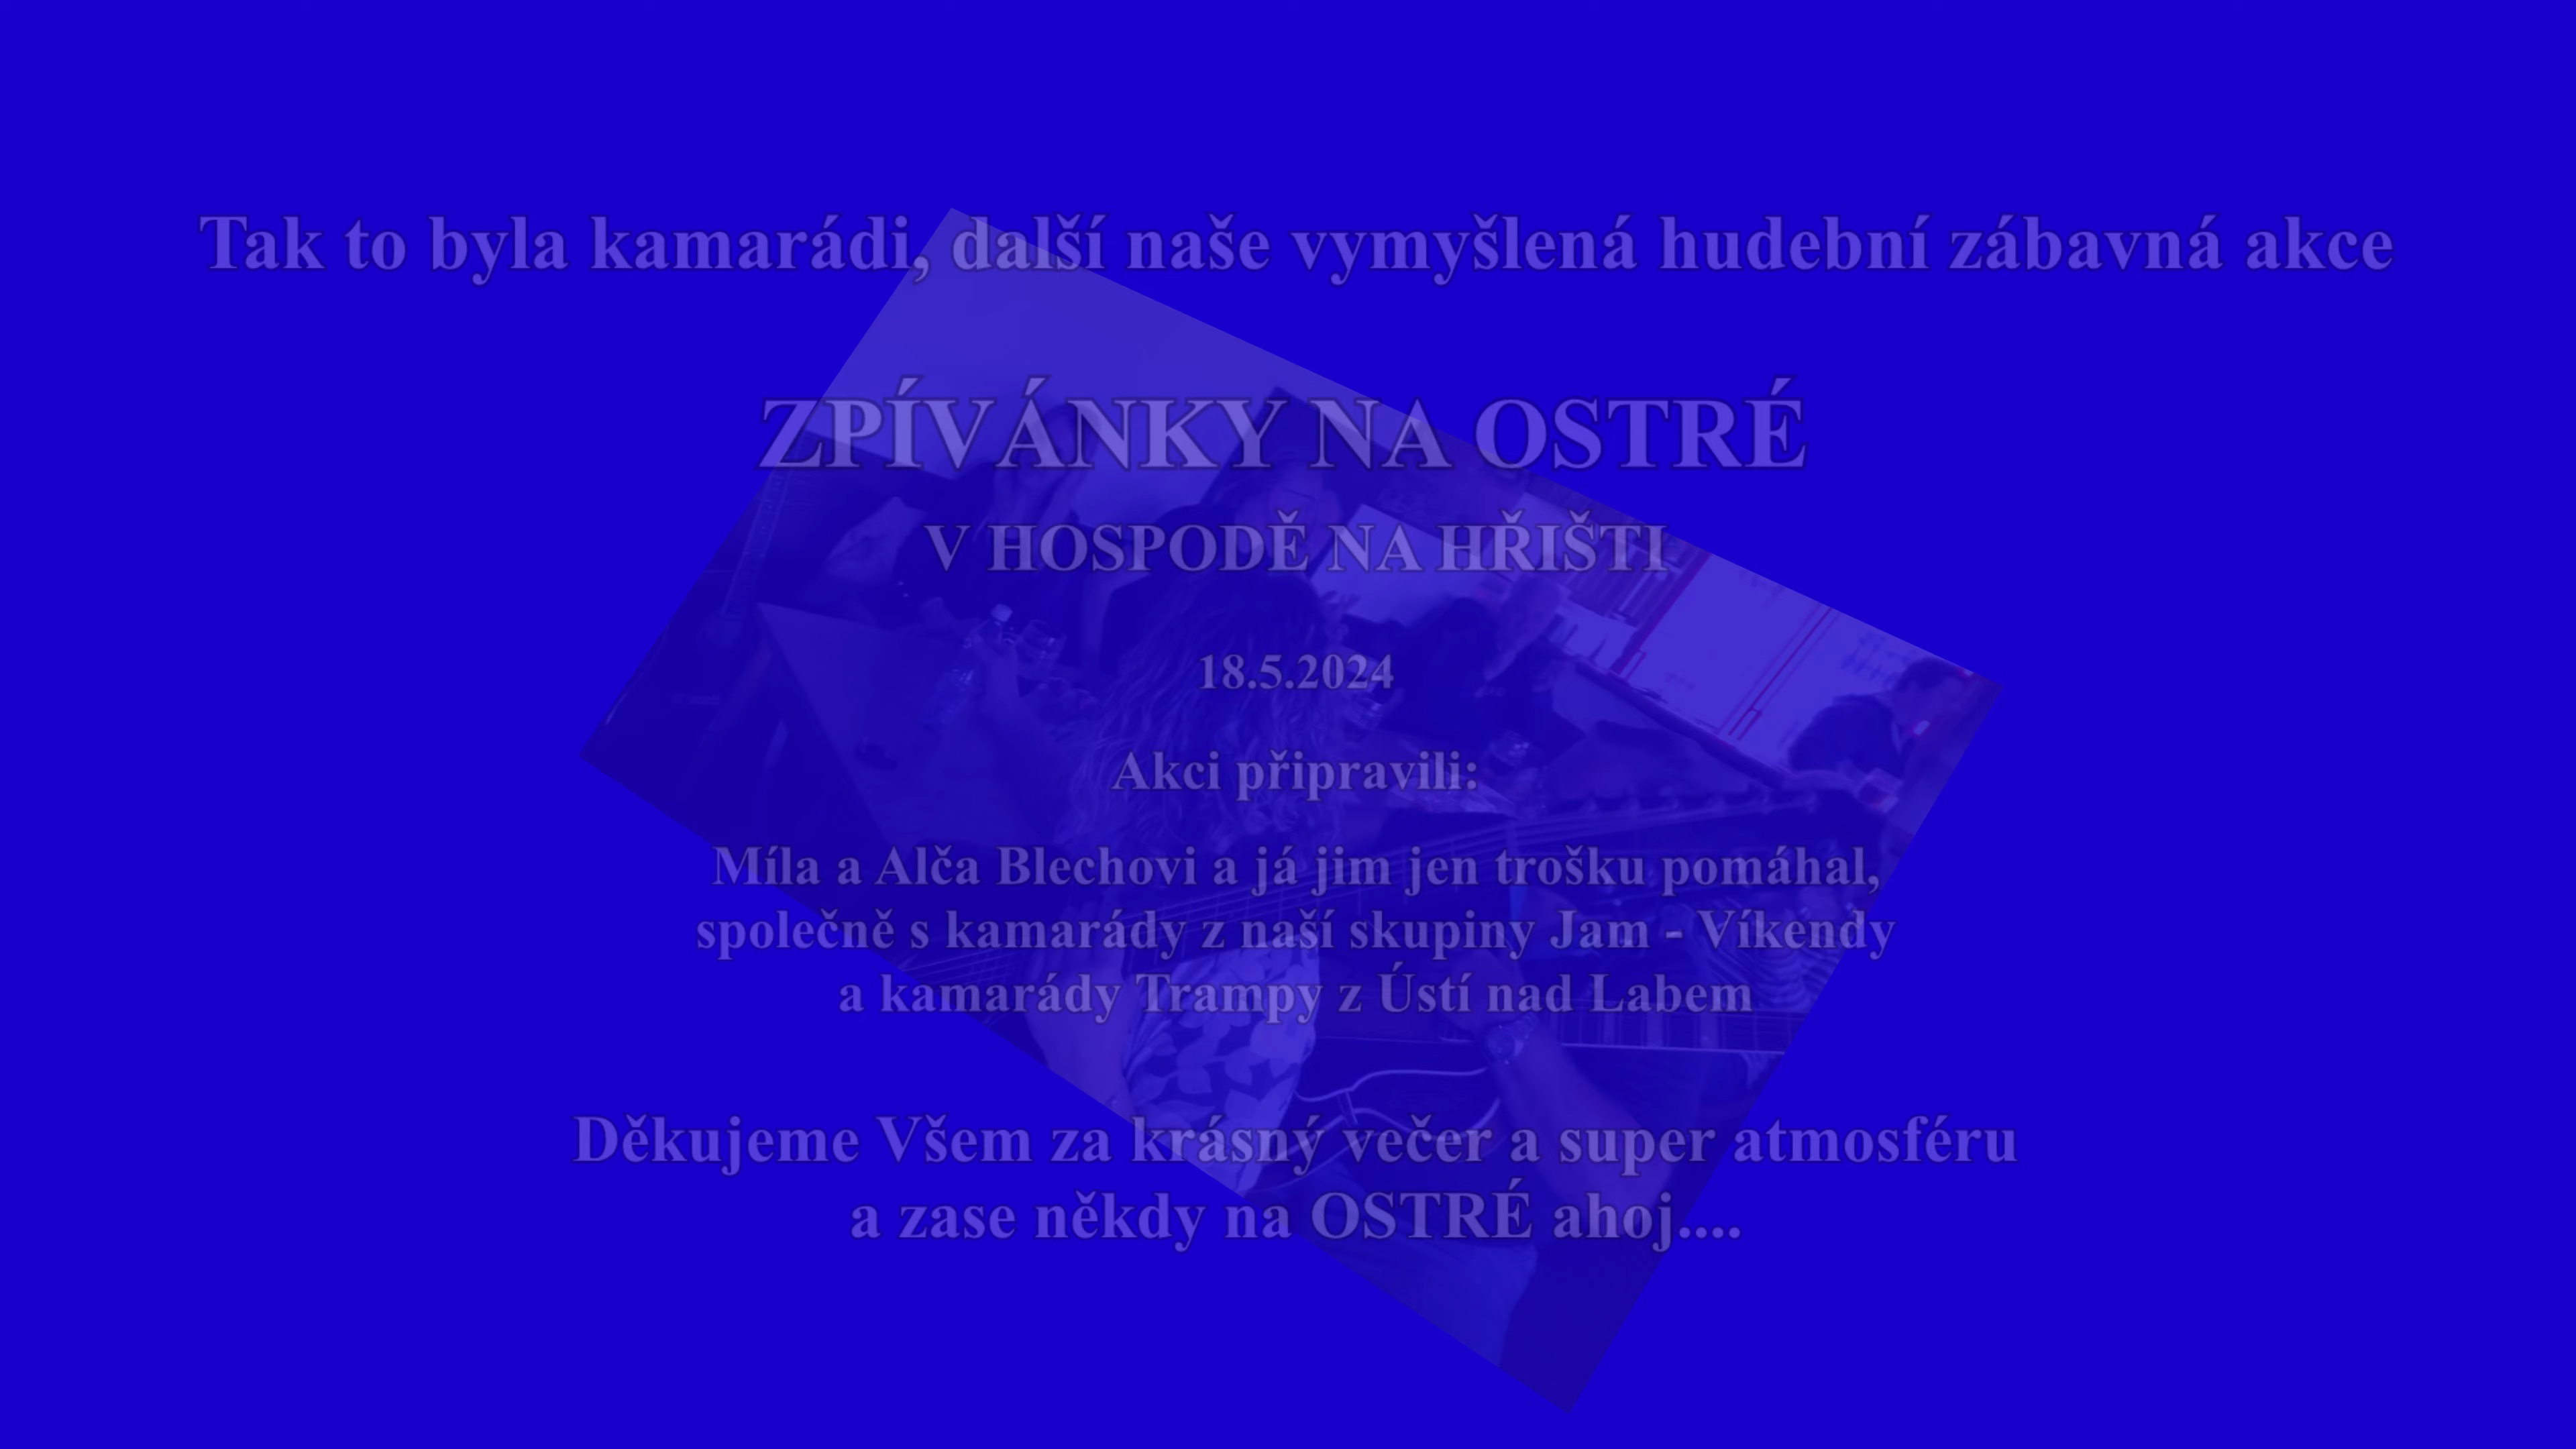 Tak to byla kamarádi, další naše vymyšlená hudební zábavná akce
ZPÍVÁNKY NA OSTRÉ
V HOSPODĚ NA HŘIŠTI
18.5.2024
Akci připravili:
Míla a Alča Blechovi a já jim jen trošku pomáhal,
společně s kamarády z naší skupiny Jam - Víkendy
a kamarády Trampy z Ústí nad Labem
Děkujeme Všem za krásný večer a super atmosféru
a zase někdy na OSTRÉ ahoj....